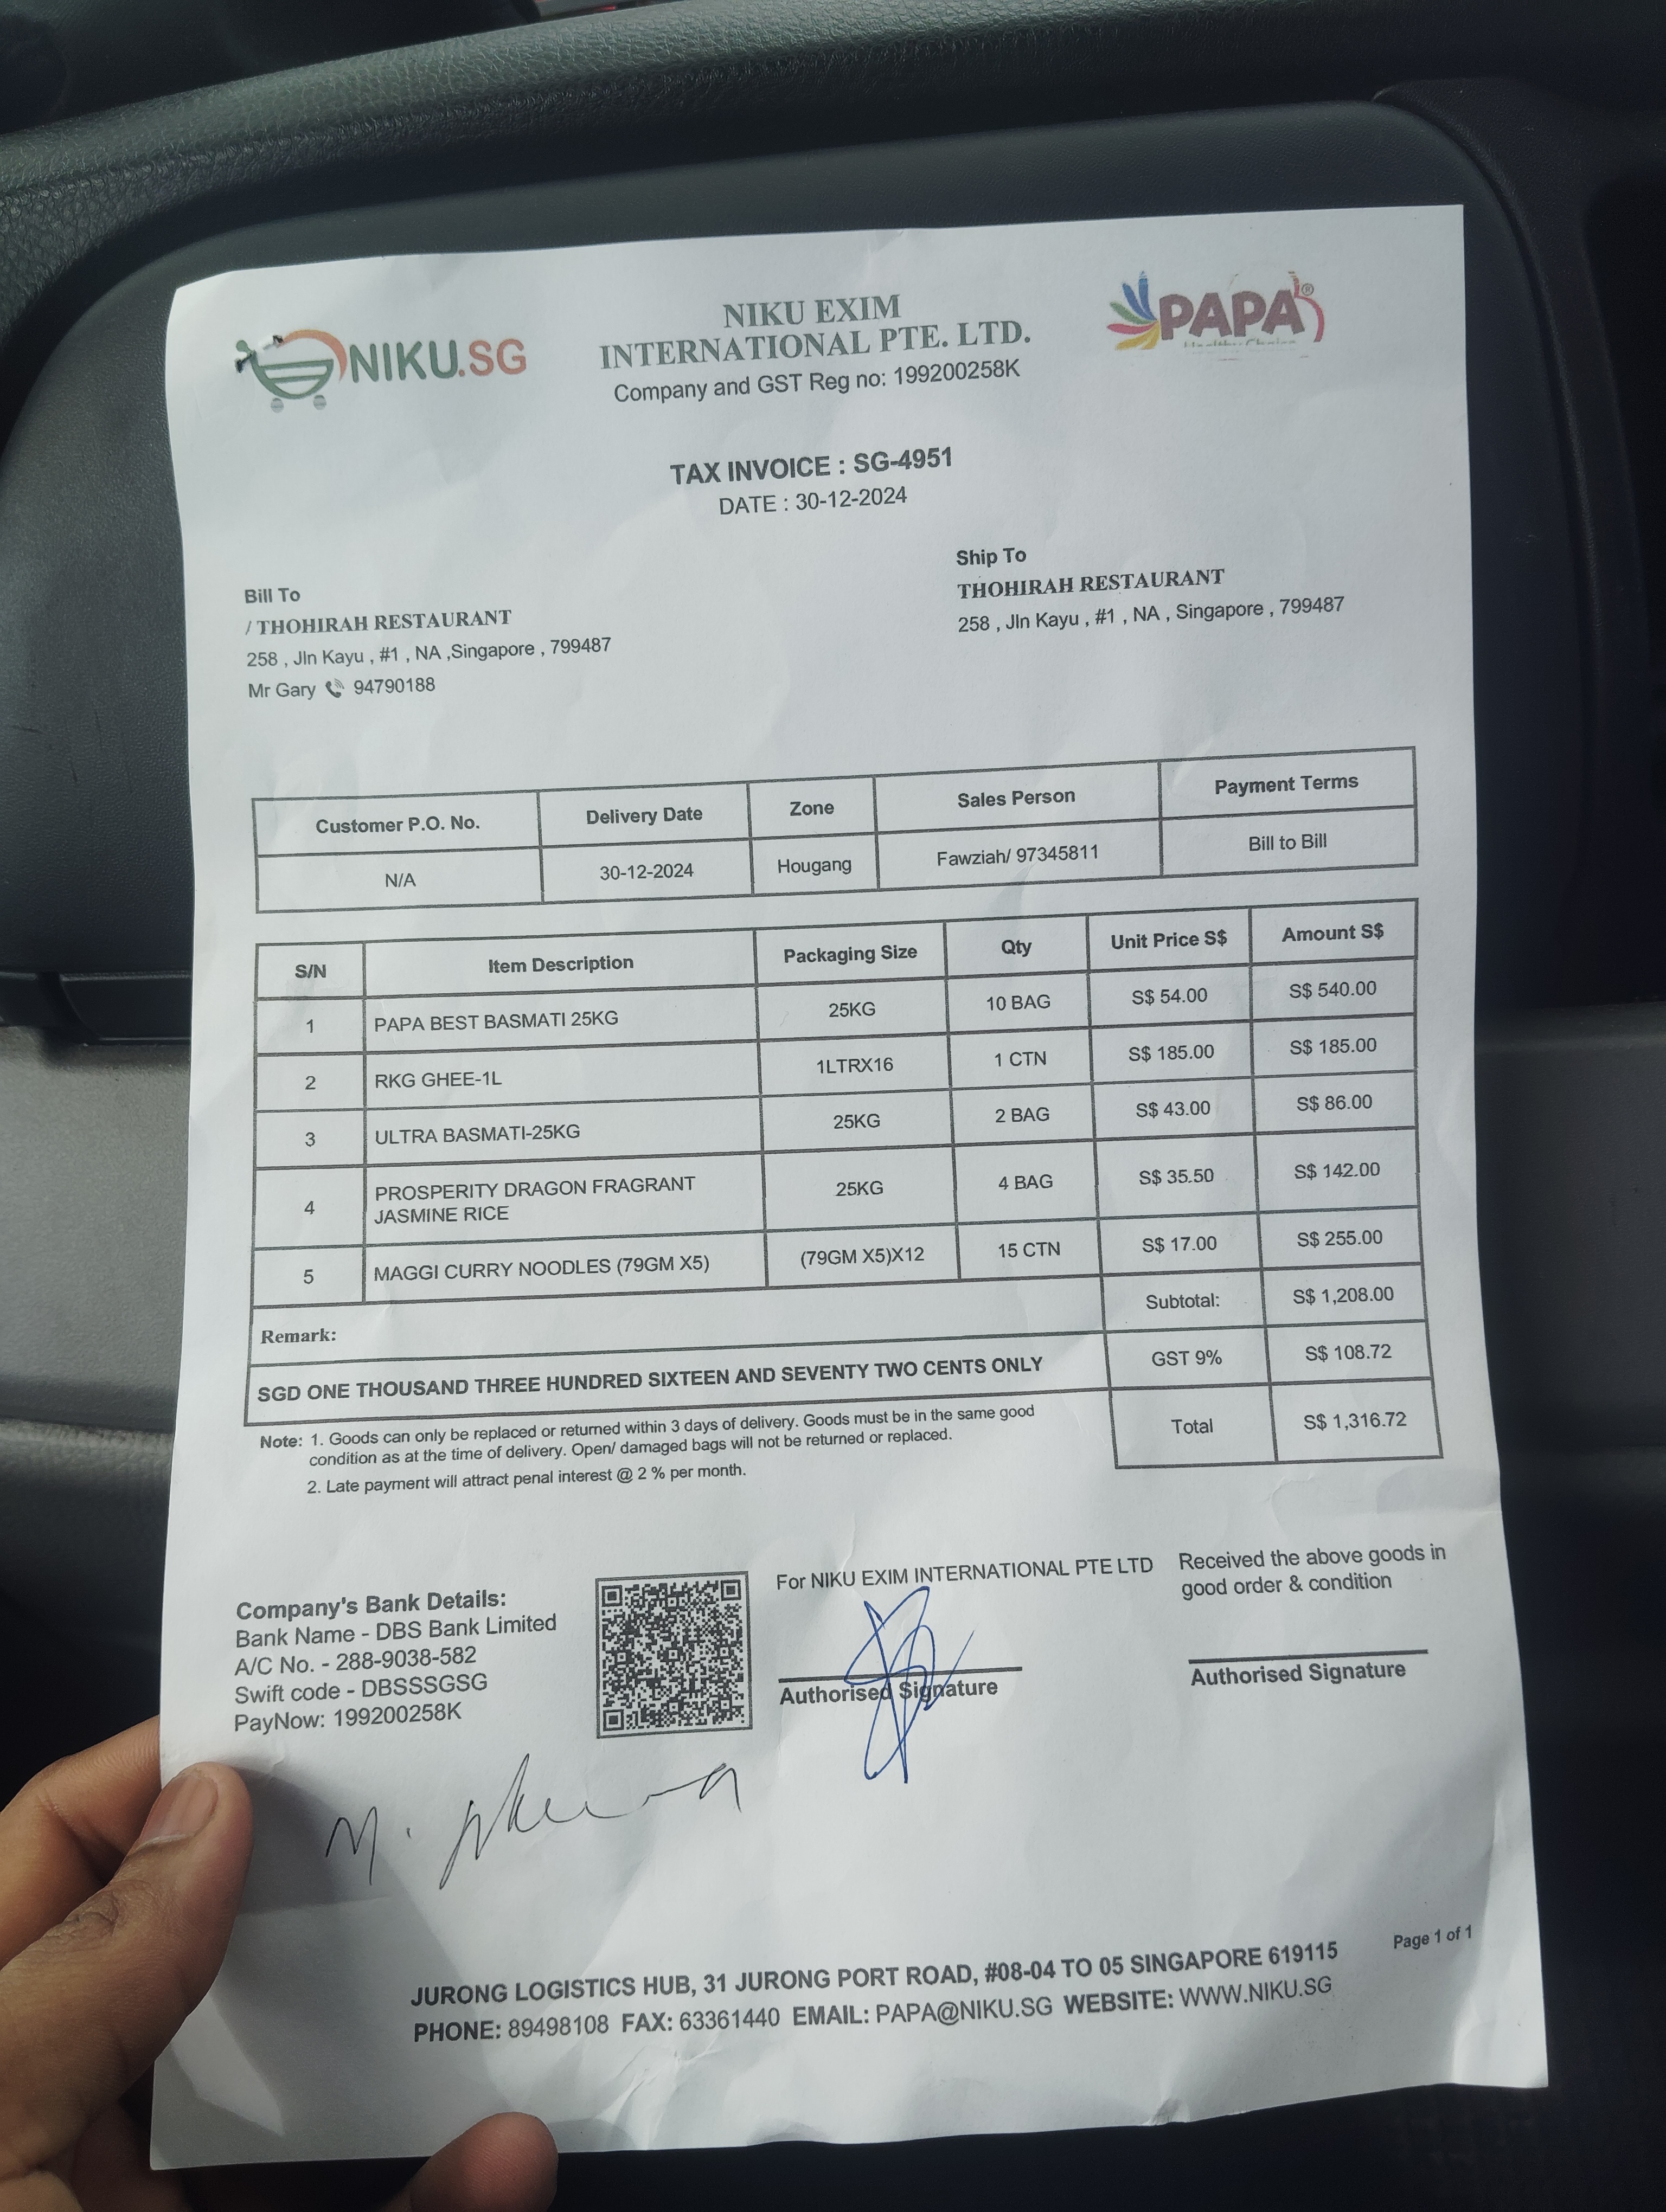 NIKU.SG
NIKU EXIM
INTERNATIONAL PTE. LTD.
Company and GST Reg no: 199200258K
PAPA®
Healthy Choice
TAX INVOICE : SG-4951
DATE : 30-12-2024
Bill To
/ THOHIRAH RESTAURANT
258 , Jln Kayu , #1 , NA ,Singapore , 799487
Mr Gary 94790188
Ship To
THOHIRAH RESTAURANT
258 , Jln Kayu , #1 , NA , Singapore , 799487
Customer P.O. No. Delivery Date Zone Sales Person Payment Terms
N/A 30-12-2024 Hougang Fawziah/ 97345811 Bill to Bill
S/N Item Description Packaging Size Qty Unit Price S$ Amount S$
1 PAPA BEST BASMATI 25KG 25KG 10 BAG S$ 54.00 S$ 540.00
2 RKG GHEE-1L 1LTRX16 1 CTN S$ 185.00 S$ 185.00
3 ULTRA BASMATI-25KG 25KG 2 BAG S$ 43.00 S$ 86.00
4 PROSPERITY DRAGON FRAGRANT
JASMINE RICE 25KG 4 BAG S$ 35.50 S$ 142.00
5 MAGGI CURRY NOODLES (79GM X5) (79GM X5)X12 15 CTN S$ 17.00 S$ 255.00
Remark: Subtotal: S$ 1,208.00
SGD ONE THOUSAND THREE HUNDRED SIXTEEN AND SEVENTY TWO CENTS ONLY GST 9% S$ 108.72
Total S$ 1,316.72
Note: 1. Goods can only be replaced or returned within 3 days of delivery. Goods must be in the same good
condition as at the time of delivery. Open/ damaged bags will not be returned or replaced.
2. Late payment will attract penal interest @ 2 % per month.
Company's Bank Details:
Bank Name - DBS Bank Limited
A/C No. - 288-9038-582
Swift code - DBSSSGSG
PayNow: 199200258K
For NIKU EXIM INTERNATIONAL PTE LTD
Authorised Signature
Received the above goods in
good order & condition
Authorised Signature
Page 1 of 1
JURONG LOGISTICS HUB, 31 JURONG PORT ROAD, #08-04 TO 05 SINGAPORE 619115
PHONE: 89498108 FAX: 63361440 EMAIL: PAPA@NIKU.SG WEBSITE: WWW.NIKU.SG